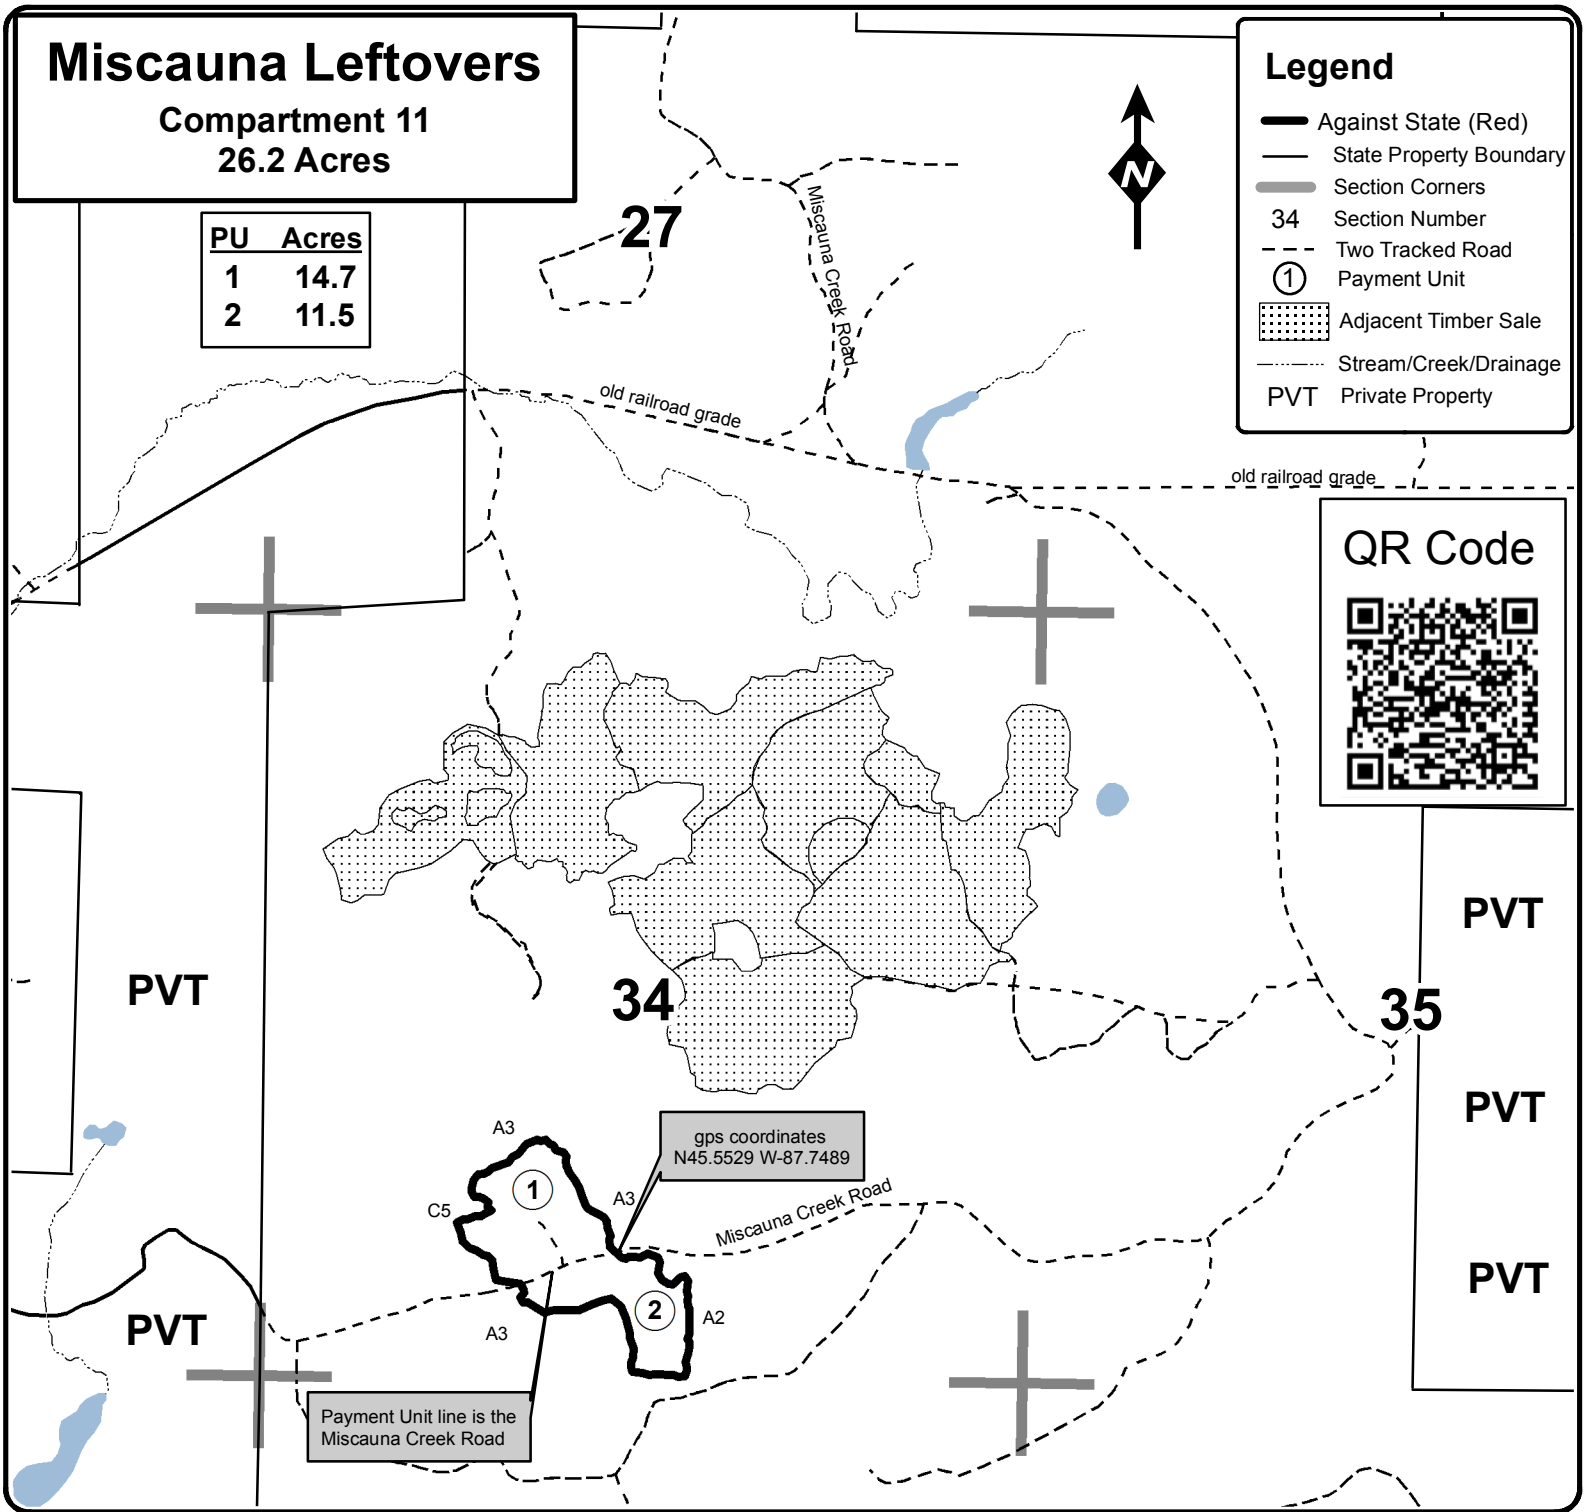 Miscauna Leftovers
Compartment 11
26.2 Acres
PU Acres
1 14.7
2 11.5
Legend
Against State (Red)
State Property Boundary
Section Corners
34 Section Number
Two Tracked Road
1 Payment Unit
Adjacent Timber Sale
Stream/Creek/Drainage
PVT Private Property
N
27
Miscauna Creek Road
old railroad grade
old railroad grade
QR Code
PVT
PVT
34
35
PVT
gps coordinates
N45.5529 W-87.7489
A3
1
A3
C5
Miscauna Creek Road
PVT
PVT
2
A2
A3
Payment Unit line is the
Miscauna Creek Road